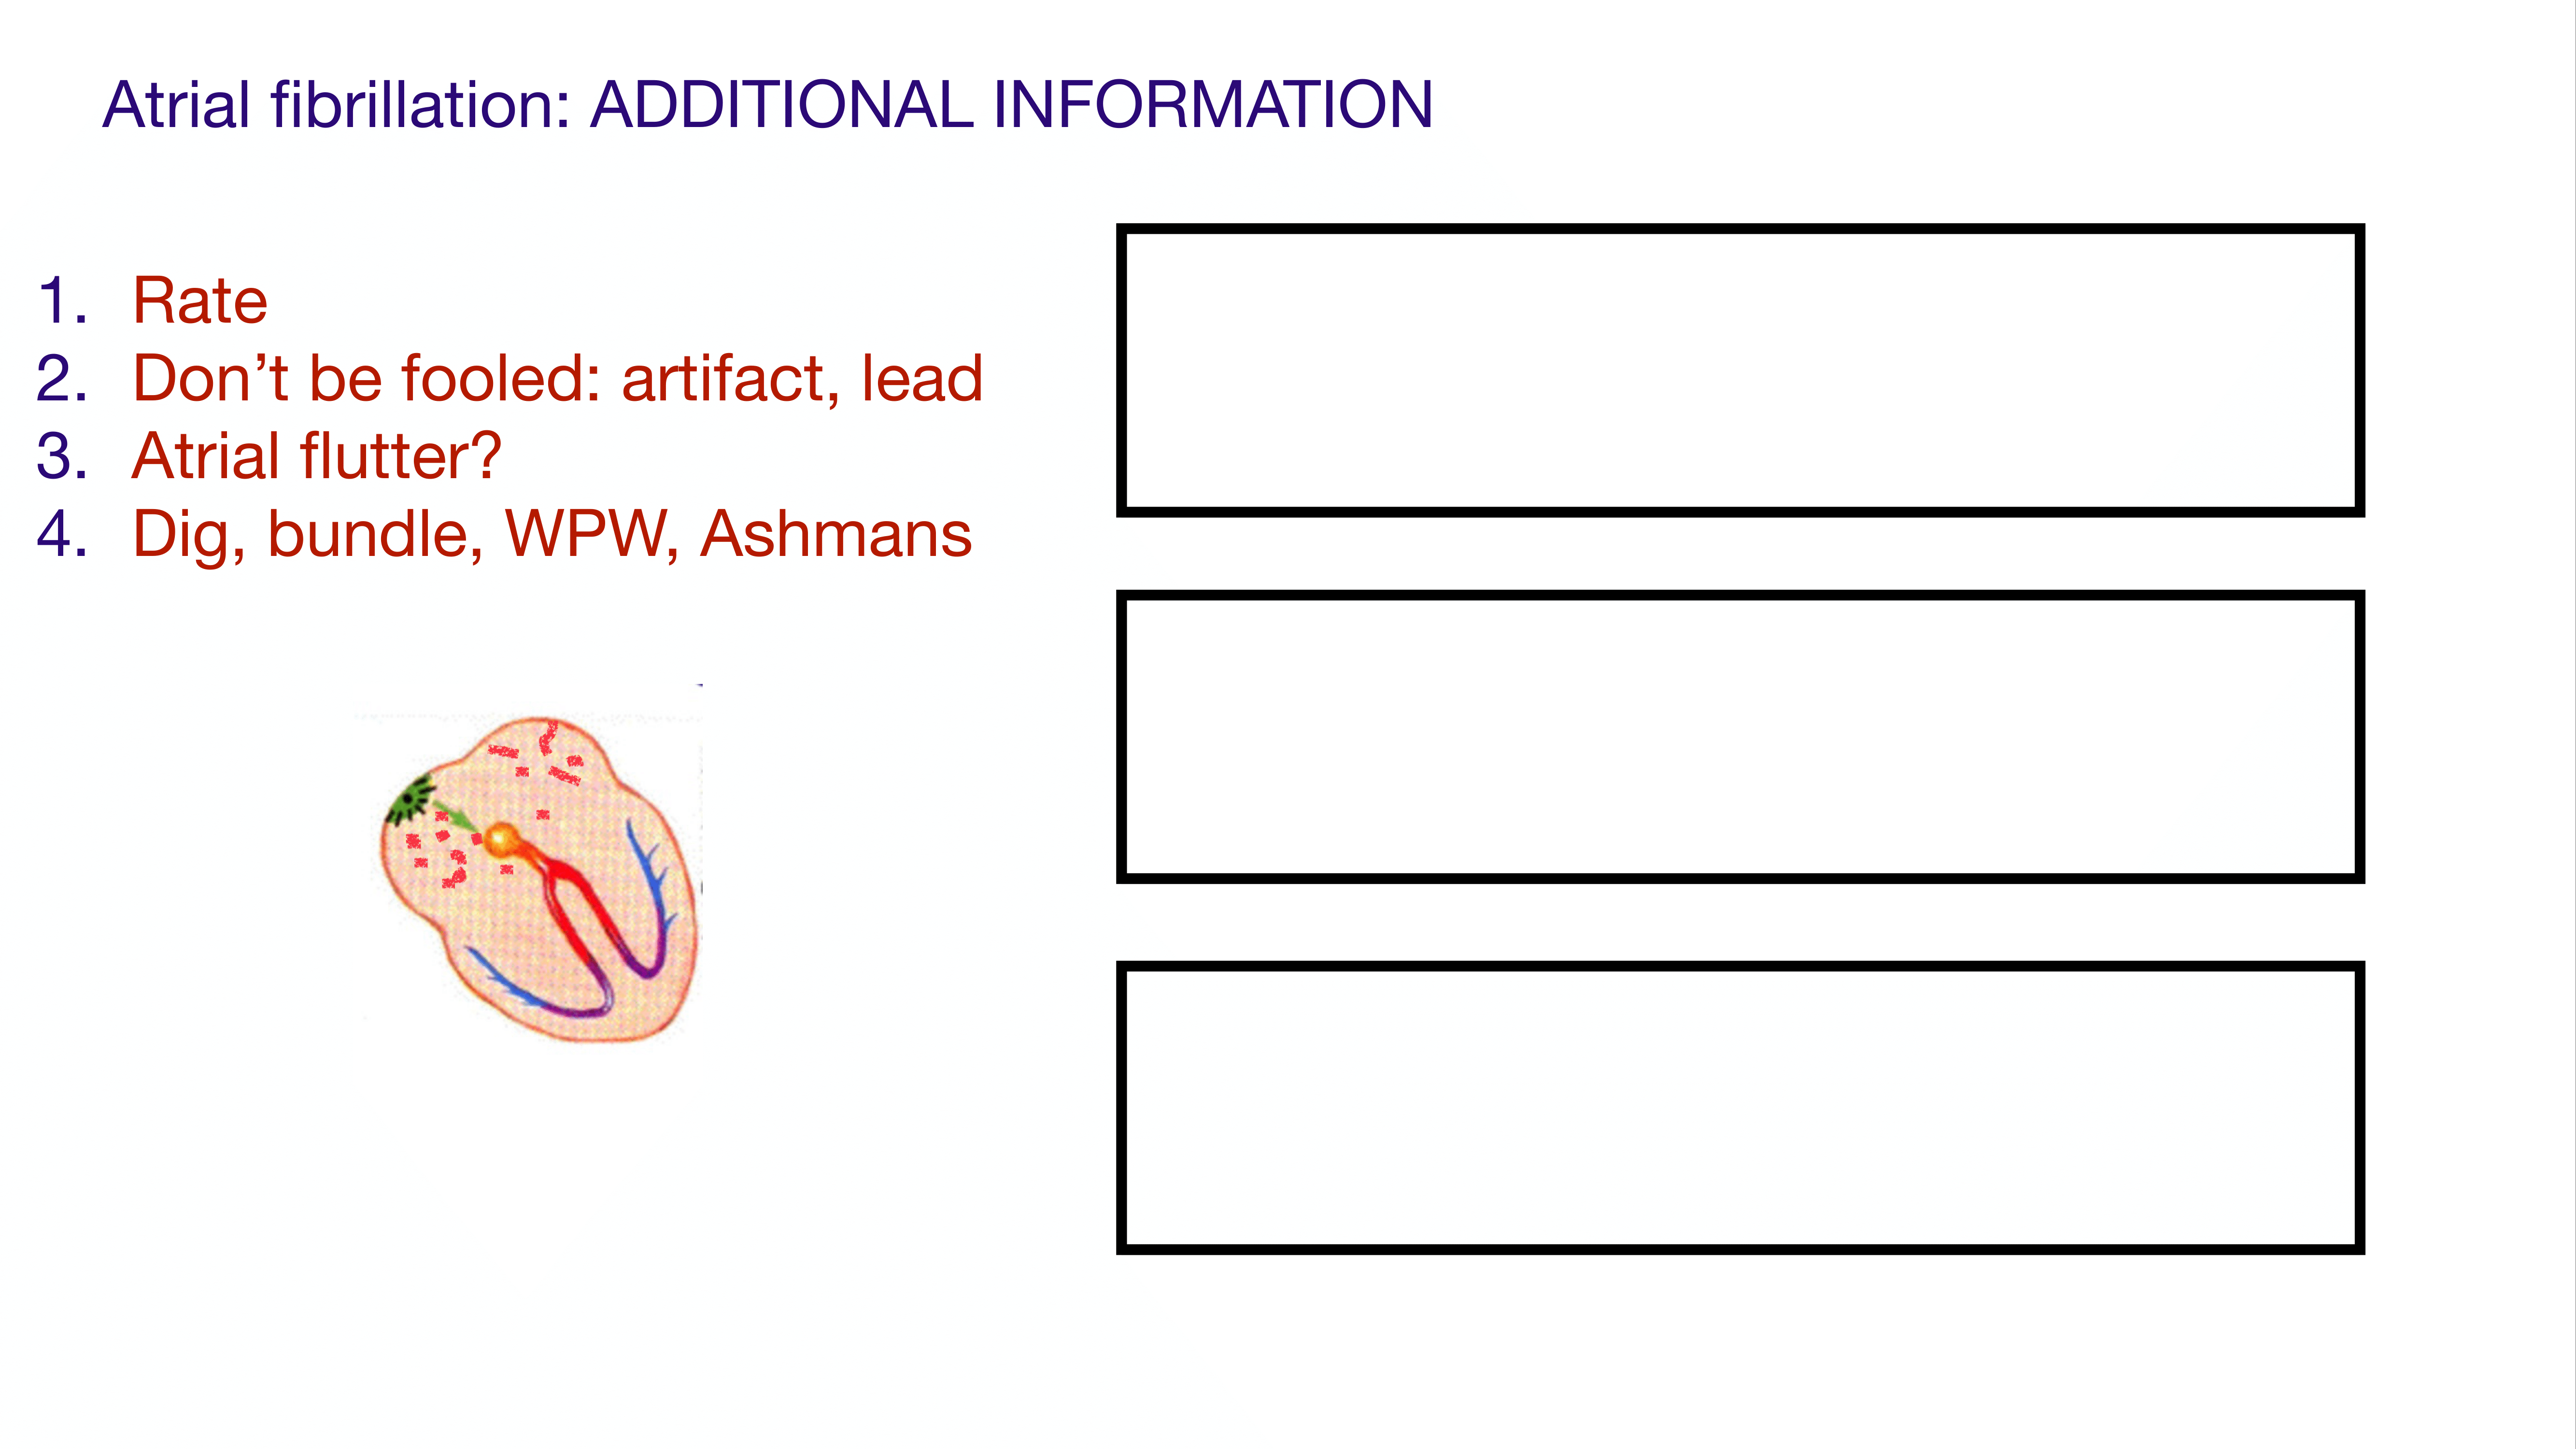 Atrial fibrillation: ADDITIONAL INFORMATION
1. Rate
2. Don’t be fooled: artifact, lead
3. Atrial flutter?
4. Dig, bundle, WPW, Ashmans